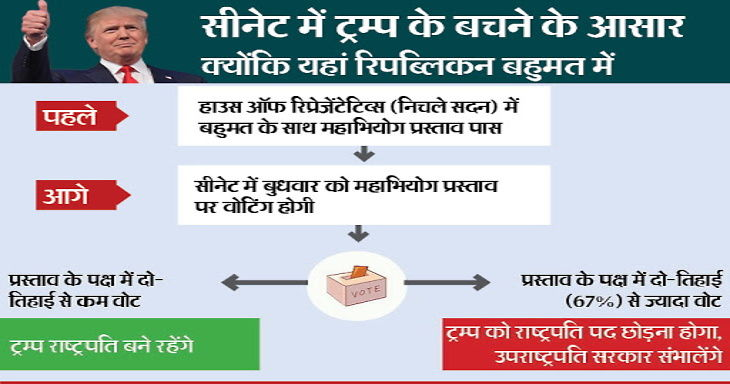 सीनेट में ट्रम्प के बचने के आसार
क्योंकि यहां रिपब्लिकन बहुमत में
पहले
हाउस ऑफ रिप्रेजेंटेटिव्स (निचले सदन) में
बहुमत के साथ महाभियोग प्रस्ताव पास
आगे
सीनेट में बुधवार को महाभियोग प्रस्ताव
पर वोटिंग होगी
VOTE
प्रस्ताव के पक्ष में दो-
तिहाई से कम वोट
ट्रम्प राष्ट्रपति बने रहेंगे
प्रस्ताव के पक्ष में दो-तिहाई
(67%) से ज्यादा वोट
ट्रम्प को राष्ट्रपति पद छोड़ना होगा,
उपराष्ट्रपति सरकार संभालेंगे